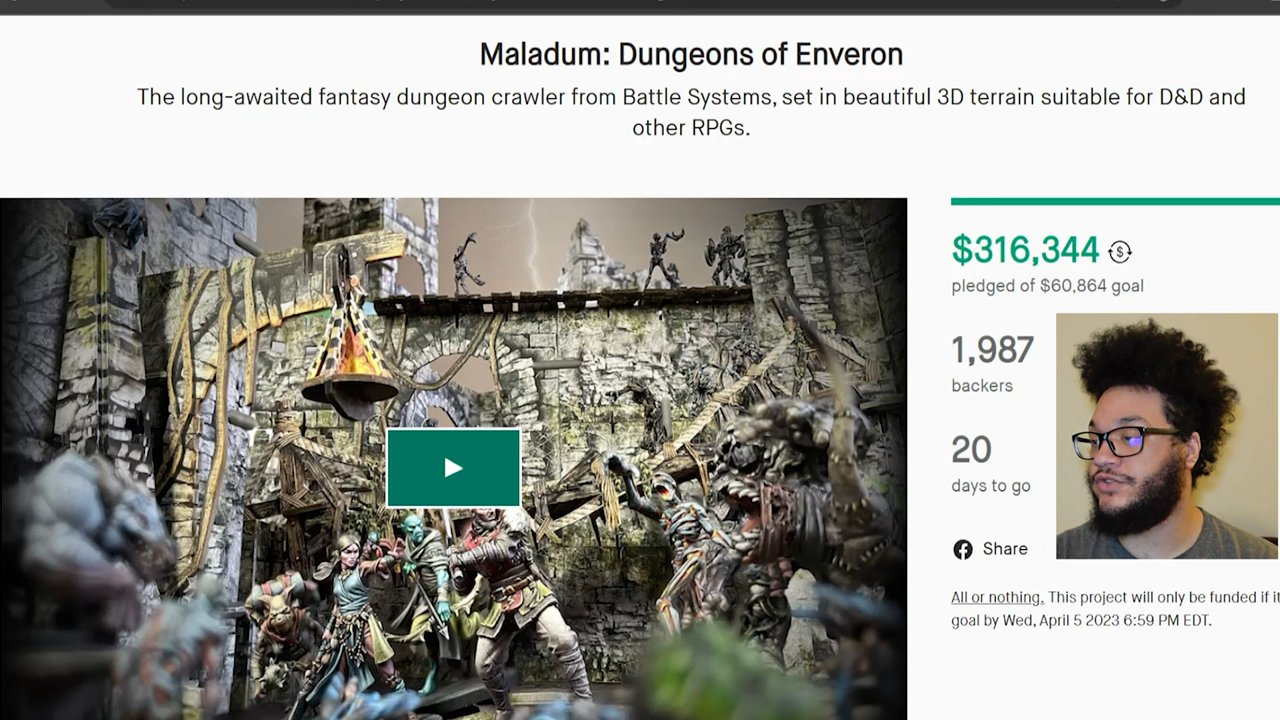 Maladum: Dungeons of Enveron
The long-awaited fantasy dungeon crawler from Battle Systems, set in beautiful 3D terrain suitable for D&D and
other RPGs.
$316,344
pledged of $60,864 goal
1,987
backers
20
days to go
Share
All or nothing. This project will only be funded if it
goal by Wed, April 5 2023 6:59 PM EDT.